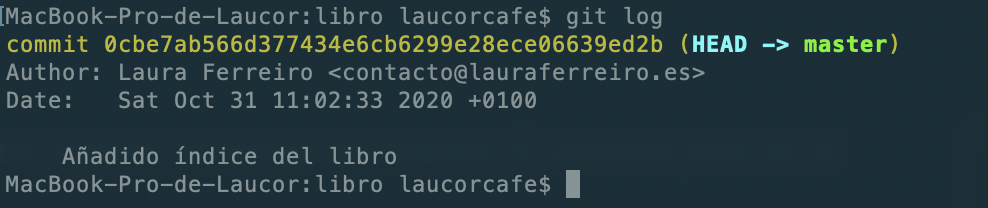 [MacBook-Pro-de-Laucor:libro laucorcafe$ git log
commit 0cbe7ab566d377434e6cb6299e28ece06639ed2b (HEAD -> master)
Author: Laura Ferreiro <contacto@lauraferreiro.es>
Date:   Sat Oct 31 11:02:33 2020 +0100
    Añadido índice del libro
MacBook-Pro-de-Laucor:libro laucorcafe$